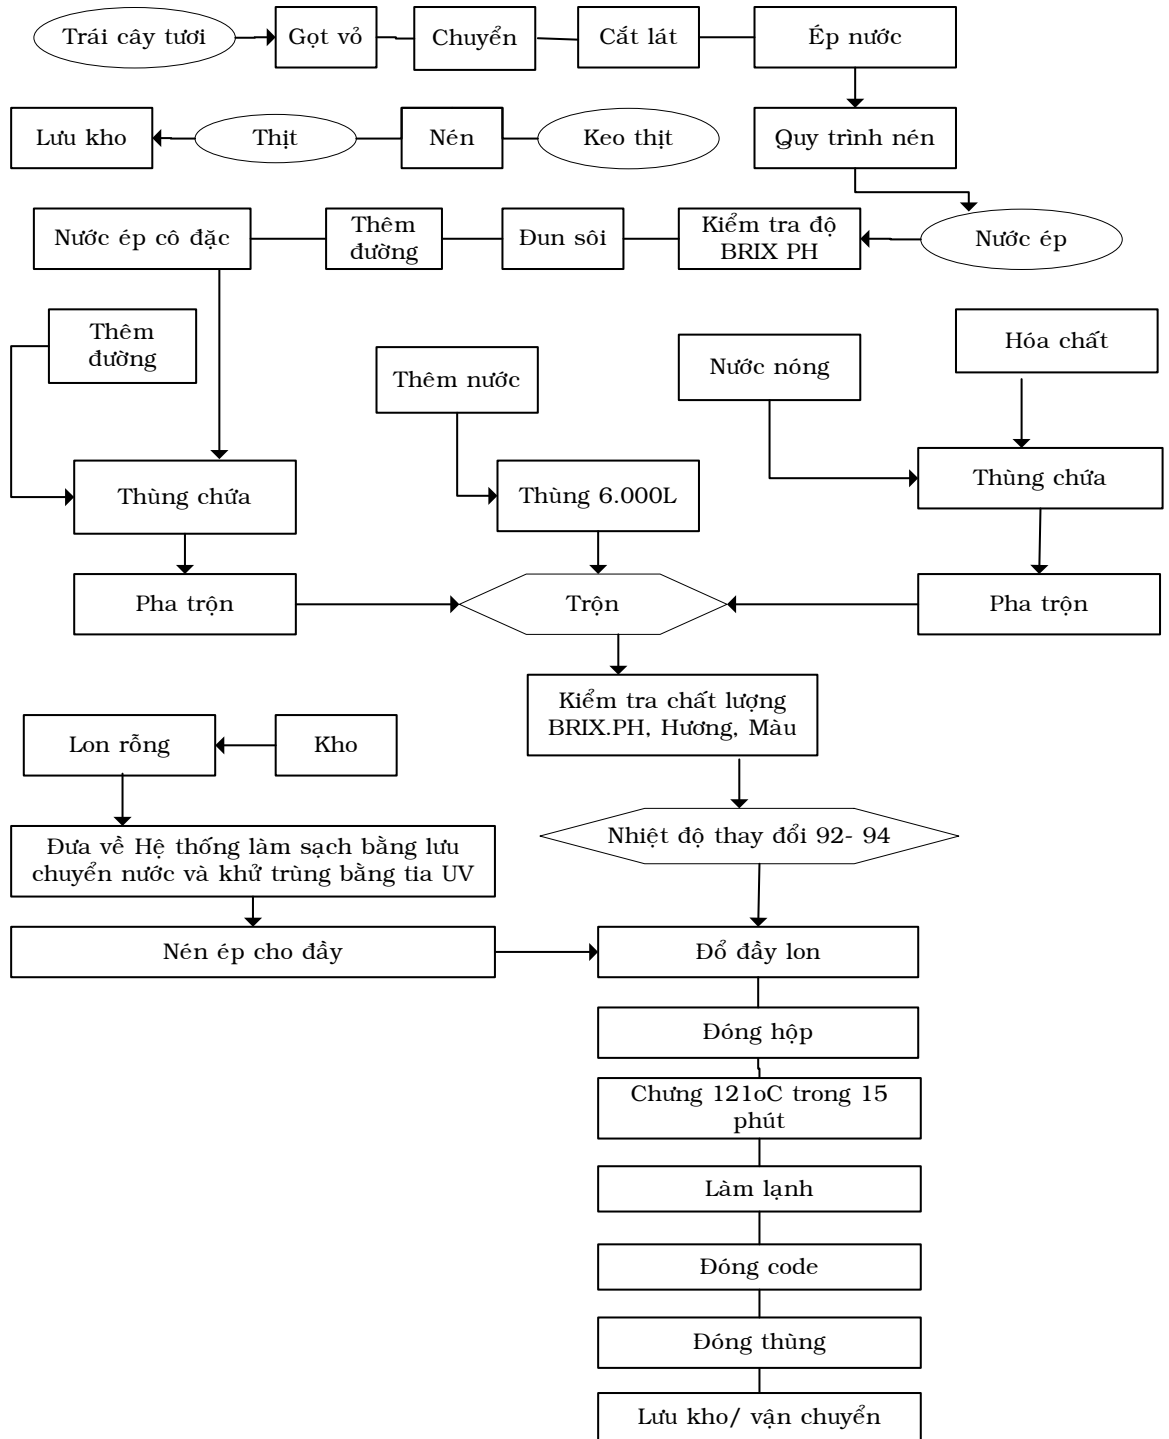 Trái cây tươi
Gọt vỏ
Chuyển
Cắt lát
Ép nước
Lưu kho
Thịt
Nén
Keo thịt
Quy trình nén
Nước ép cô đặc
Thêm
đường
Đun sôi
Kiểm tra độ
BRIX PH
Nước ép
Thêm
đường
Thêm nước
Nước nóng
Hóa chất
Thùng chứa
Thùng 6.000L
Thùng chứa
Pha trộn
Trộn
Pha trộn
Kiểm tra chất lượng
BRIX.PH, Hương, Màu
Lon rỗng
Kho
Nhiệt độ thay đổi 92- 94
Đưa về Hệ thống làm sạch bằng lưu
chuyển nước và khử trùng bằng tia UV
Nén ép cho đầy
Đổ đầy lon
Đóng hộp
Chưng 121oC trong 15
phút
Làm lạnh
Đóng code
Đóng thùng
Lưu kho/ vận chuyển